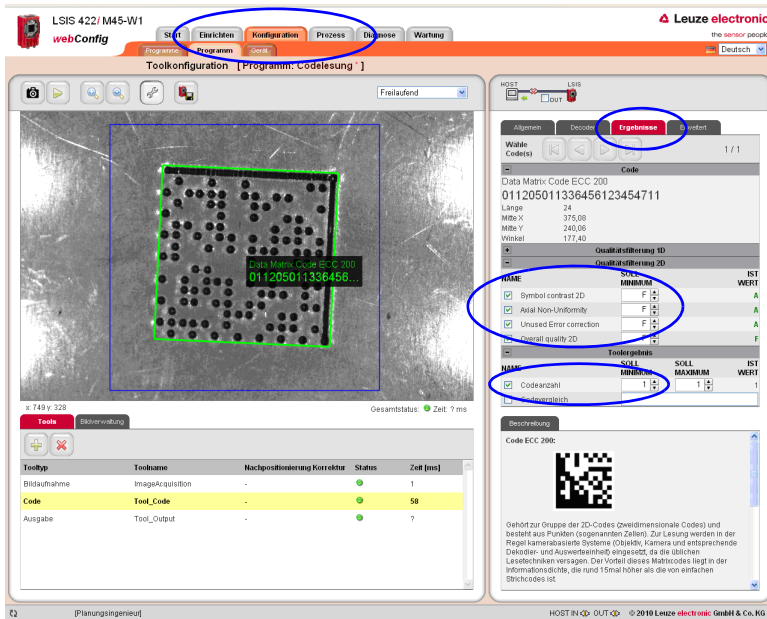 LSIS 422i M45-W1
webConfig
Start Einrichten Konfiguration Prozess Diagnose Wartung
Programme Programm Gerät
Leuze electronic
the sensor people
Deutsch
Toolkonfiguration [ Programm: Codelesung * ]
Freilaufend
Data Matrix Code ECC 200
011205011336456...
x: 749 y: 328
Gesamtstatus: Zeit: ? ms
Tools Bildverwaltung
Tooltyp Toolname Nachpositionierung Korrektur Status Zeit [ms]
Bildaufnahme ImageAcquisition - 1
Code Tool_Code - 58
Ausgabe Tool_Output - ?
HOST LSIS
OUT
Allgemein Decoder Ergebnisse Erweitert
Wähle
Code(s)
1 / 1
Code
Data Matrix Code ECC 200
011205011336456123454711
Länge 24
Mitte X 375,08
Mitte Y 240,06
Winkel 177,40
Qualitätsfilterung 1D
Qualitätsfilterung 2D
NAME SOLL MINIMUM IST WERT
Symbol contrast 2D F A
Axial Non-Uniformity F A
Unused Error correction F A
Overall quality 2D F F
Toolergebnis
NAME SOLL MINIMUM SOLL MAXIMUM IST WERT
Codeanzahl 1 1 1
Codevergleich
Beschreibung
Code ECC 200:
Gehört zur Gruppe der 2D-Codes (zweidimensionale Codes) und
besteht aus Punkten (sogenannten Zellen). Zur Lesung werden in der
Regel kamerabasierte Systeme (Objektiv, Kamera und entsprechende
Dekodier- und Auswerteeinheit) eingesetzt, da die üblichen
Lesetechniken versagen. Der Vorteil dieses Matrixcodes liegt in der
Informationsdichte, die rund 15mal höher als die von einfachen
Strichcodes ist.
[Planungsingenieur]
HOST IN OUT © 2010 Leuze electronic GmbH & Co. KG